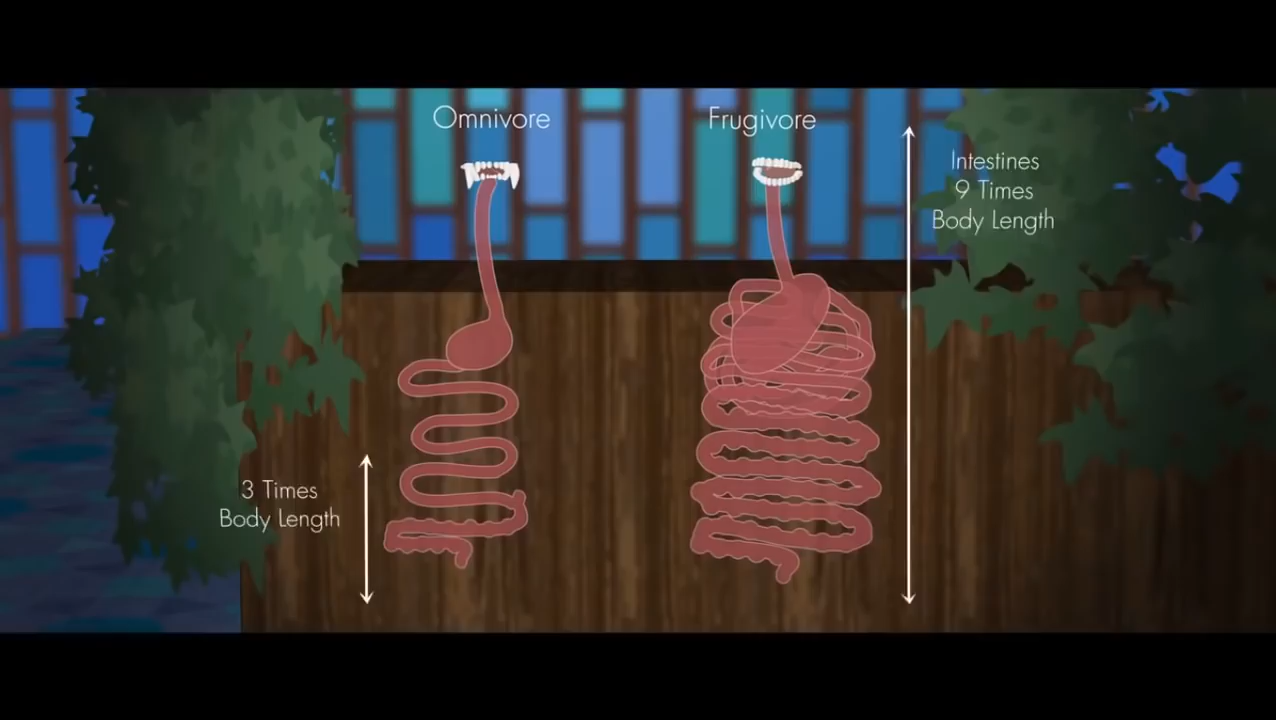 Omnivore
Frugivore
Intestines
9 Times
Body Length
3 Times
Body Length